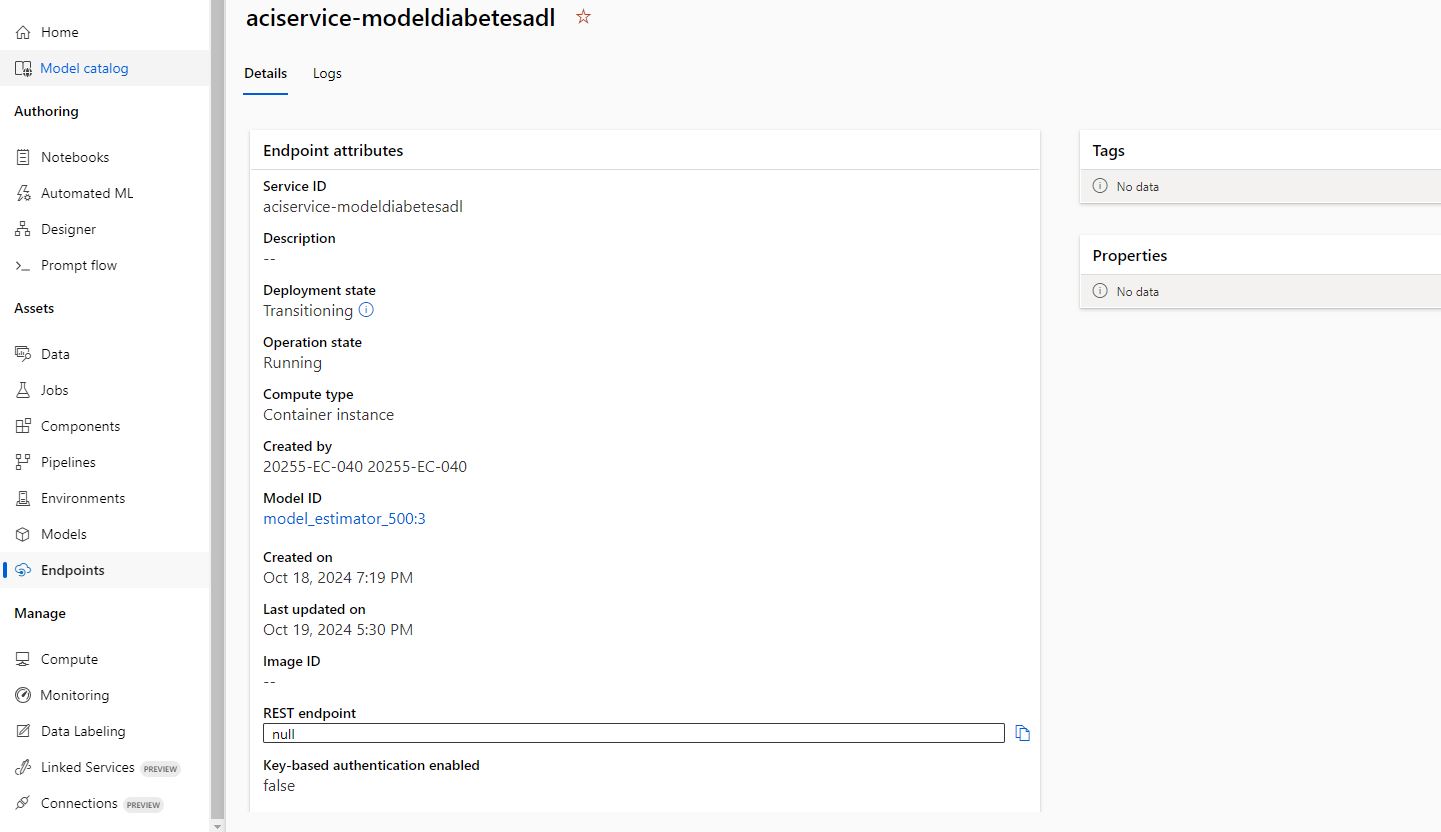 Home
Model catalog
Authoring
Notebooks
Automated ML
Designer
Prompt flow
Assets
Data
Jobs
Components
Pipelines
Environments
Models
Endpoints
Manage
Compute
Monitoring
Data Labeling
Linked Services PREVIEW
Connections PREVIEW
aciservice-modeldiabetesadl
Details Logs
Endpoint attributes
Service ID
aciservice-modeldiabetesadl
Description
--
Deployment state
Transitioning
Operation state
Running
Compute type
Container instance
Created by
20255-EC-040 20255-EC-040
Model ID
model_estimator_500:3
Created on
Oct 18, 2024 7:19 PM
Last updated on
Oct 19, 2024 5:30 PM
Image ID
--
REST endpoint
null
Key-based authentication enabled
false
Tags
No data
Properties
No data